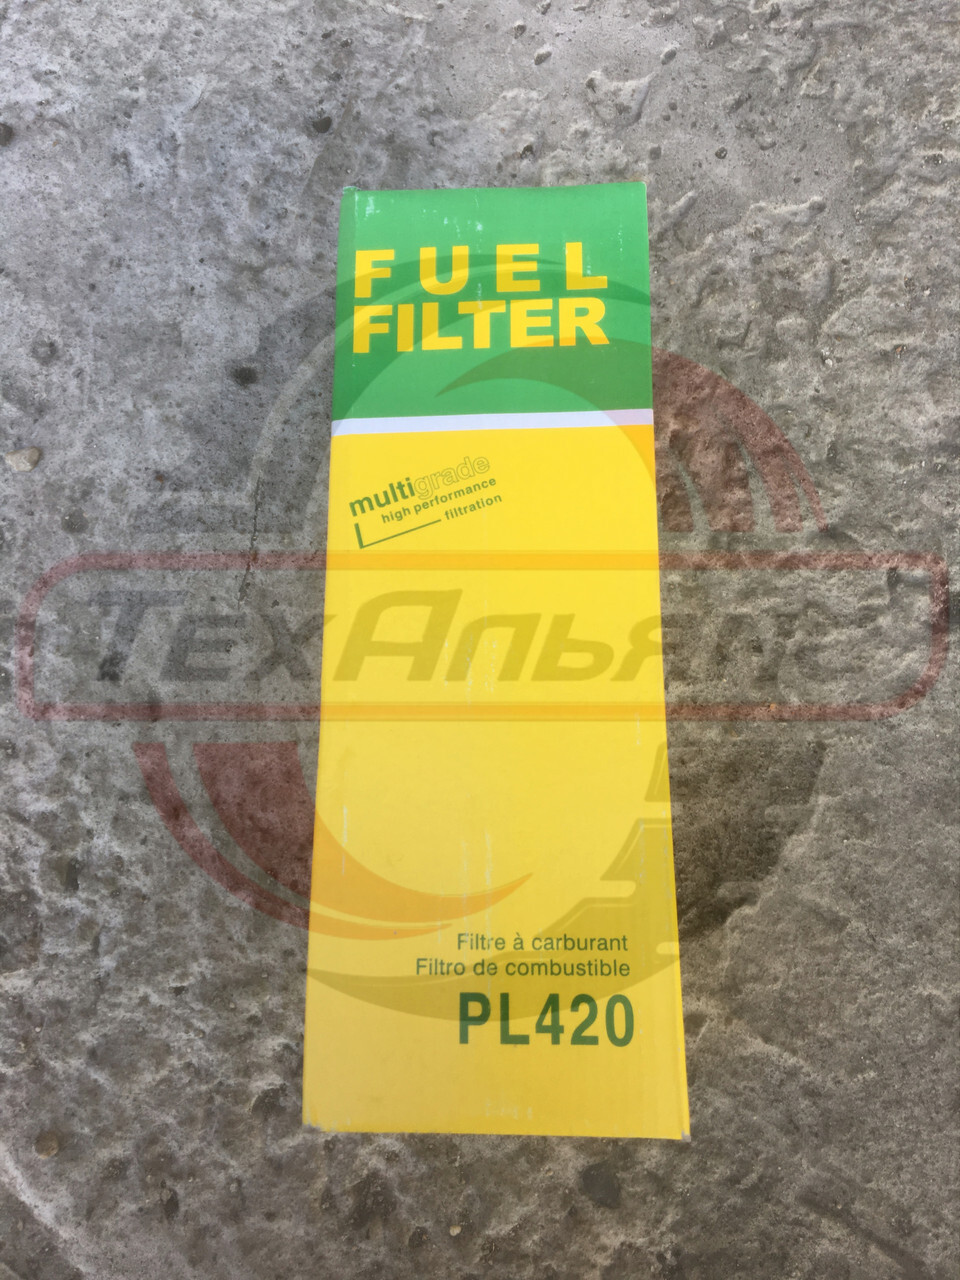 FUEL
FILTER
multigrade
high performance
filtration
ТехАльянс
Filtre à carburant
Filtro de combustible
PL420